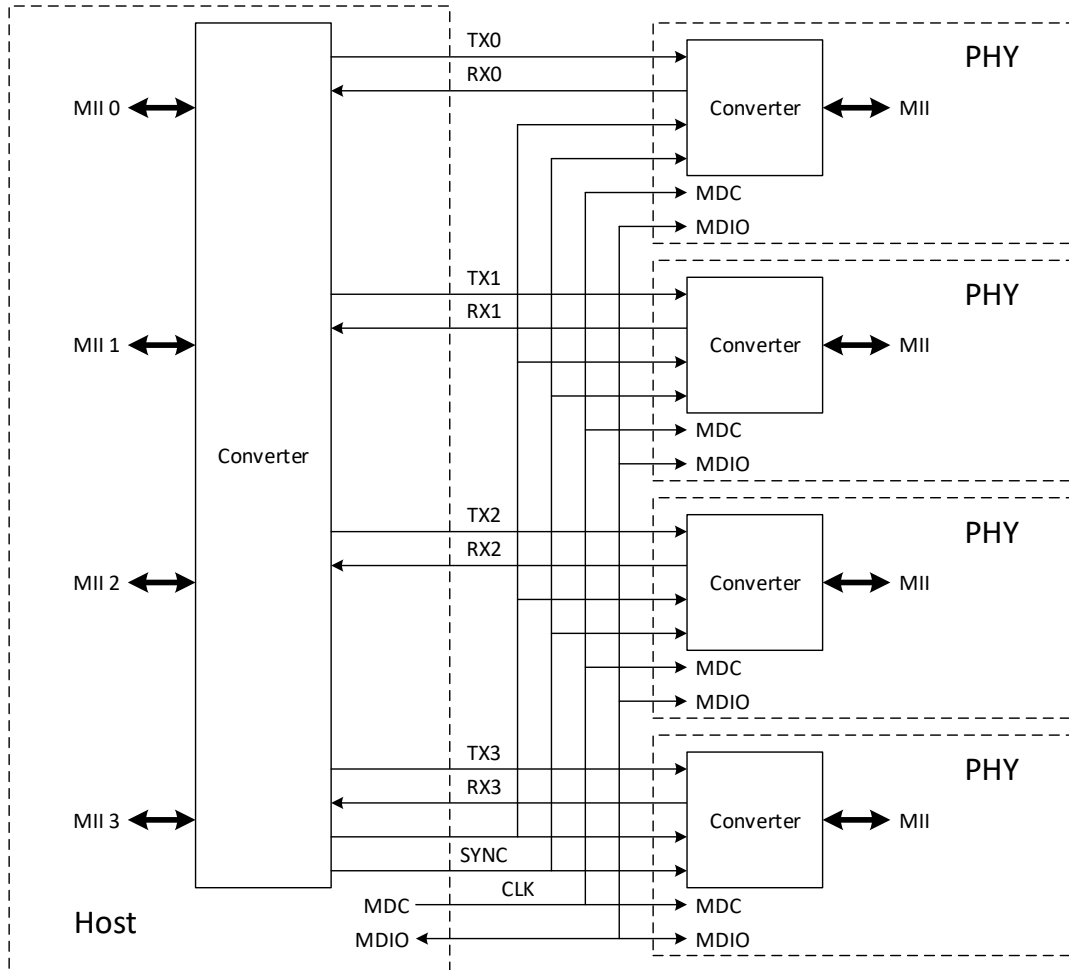 TX0
PHY
RX0
MII 0
Converter
MII
MDC
MDIO
TX1
PHY
RX1
MII 1
Converter
MII
MDC
Converter
MDIO
TX2
PHY
RX2
MII 2
Converter
MII
MDC
MDIO
TX3
PHY
RX3
MII 3
Converter
MII
SYNC
CLK
MDC
MDC
Host
MDIO
MDIO